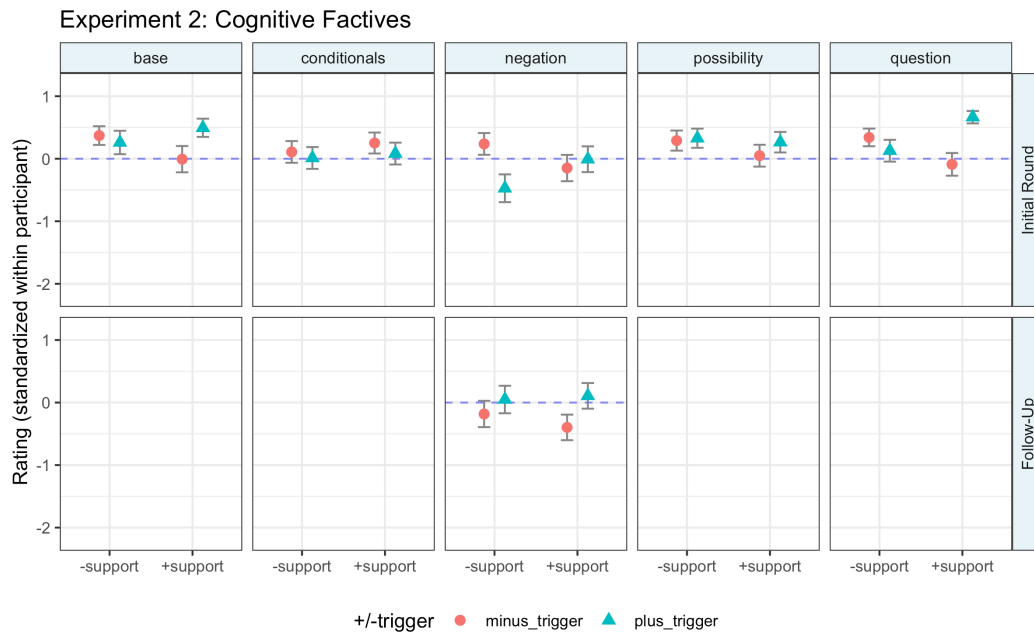 Experiment 2: Cognitive Factives
base conditionals negation possibility question
Rating (standardized within participant)
1
0
-1
-2
Initial Round
1
0
-1
-2
Follow-Up
-support +support -support +support -support +support -support +support -support +support
+/-trigger minus_trigger plus_trigger